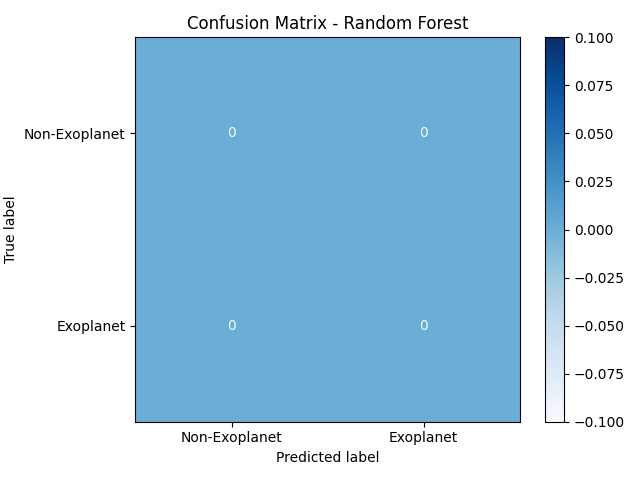 Confusion Matrix - Random Forest
True label
Non-Exoplanet
Exoplanet
0 0
0 0
Non-Exoplanet Exoplanet
Predicted label
0.100
0.075
0.050
0.025
0.000
−0.025
−0.050
−0.075
−0.100